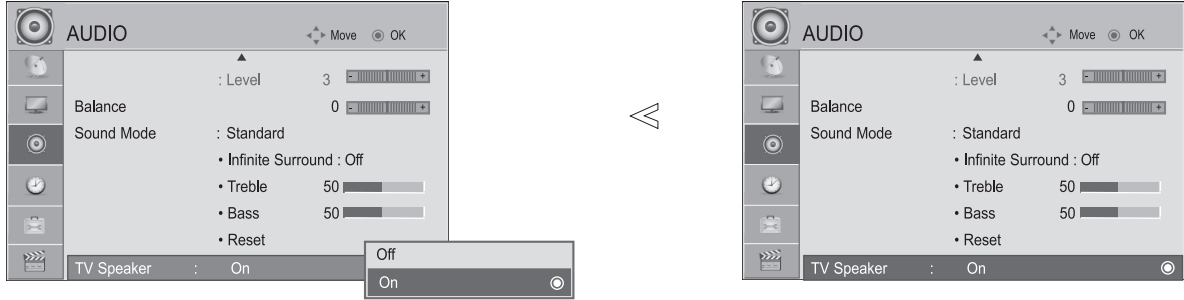 AUDIO Move OK
: Level 3 - +
Balance 0 - +
Sound Mode : Standard
• Infinite Surround : Off
• Treble 50
• Bass 50
• Reset
TV Speaker : On
Off
On
AUDIO Move OK
: Level 3 - +
Balance 0 - +
Sound Mode : Standard
• Infinite Surround : Off
• Treble 50
• Bass 50
• Reset
TV Speaker : On